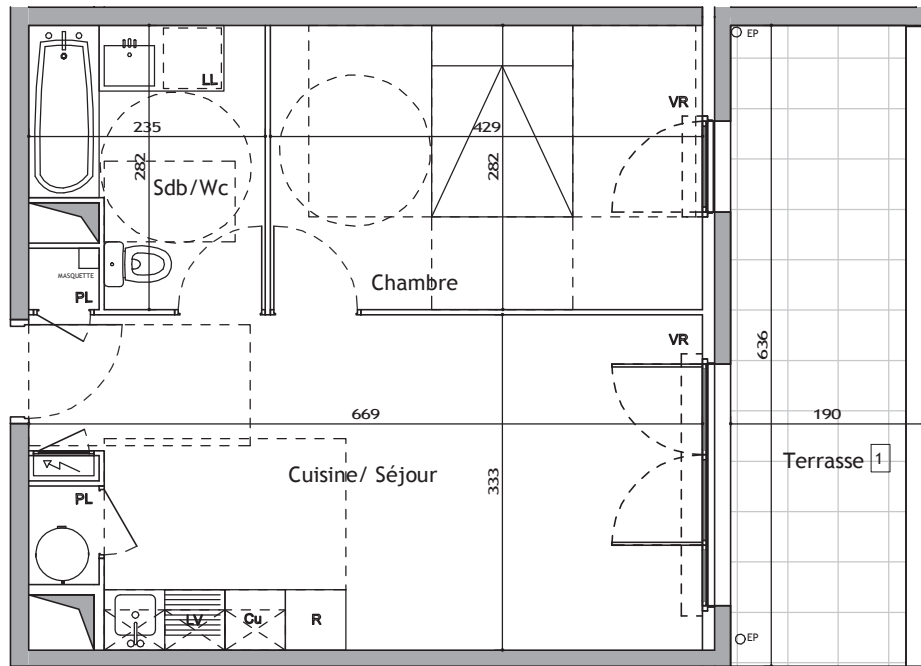 EP
LL
VR
235
429
282
282
Sdb/Wc
MASQUETTE
Chambre
PL
VR
636
669
190
Cuisine/ Séjour
333
Terrasse 1
PL
LV
Cu
R
EP